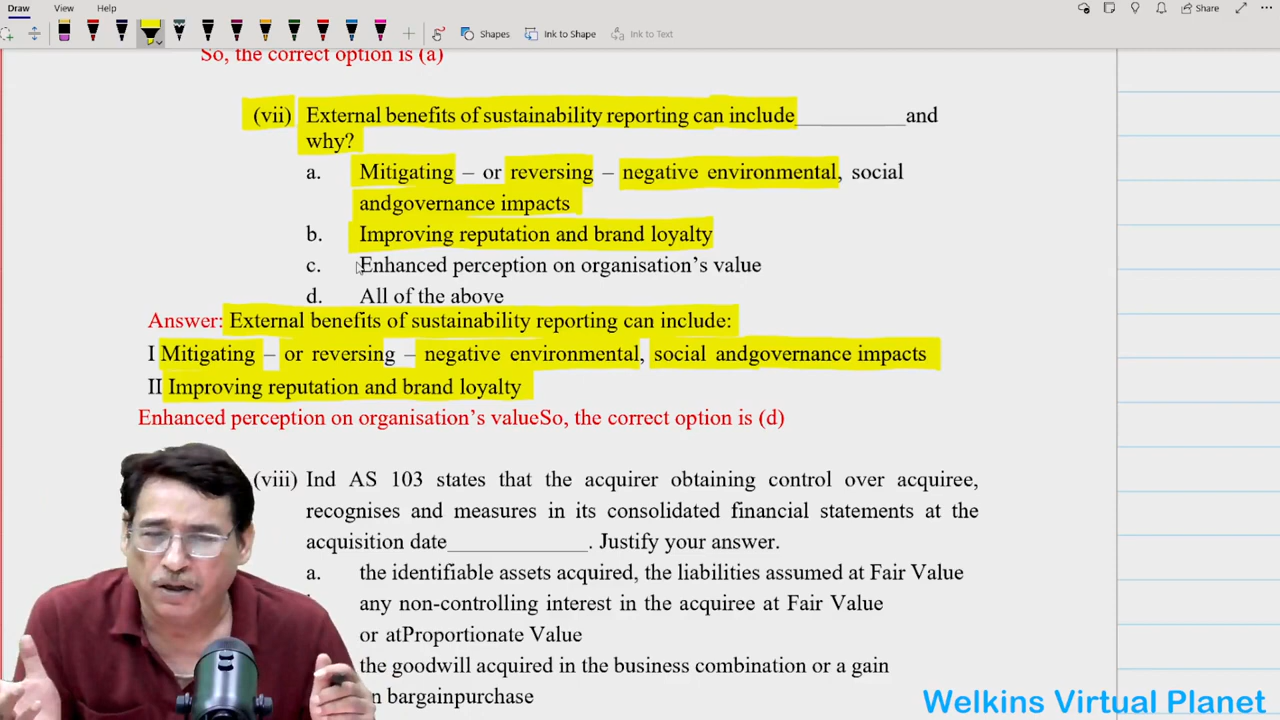 Draw View Help
Shapes Ink to Shape Ink to Text Share
So, the correct option is (a)
(vii) External benefits of sustainability reporting can include__________and
why?
a. Mitigating – or reversing – negative environmental, social
andgovernance impacts
b. Improving reputation and brand loyalty
c. Enhanced perception on organisation's value
d. All of the above
Answer: External benefits of sustainability reporting can include:
I Mitigating – or reversing – negative environmental, social andgovernance impacts
II Improving reputation and brand loyalty
Enhanced perception on organisation's valueSo, the correct option is (d)
(viii) Ind AS 103 states that the acquirer obtaining control over acquiree,
recognises and measures in its consolidated financial statements at the
acquisition date_____________. Justify your answer.
a. the identifiable assets acquired, the liabilities assumed at Fair Value
any non-controlling interest in the acquiree at Fair Value
or atProportionate Value
the goodwill acquired in the business combination or a gain
bargainpurchase
Welkins Virtual Planet